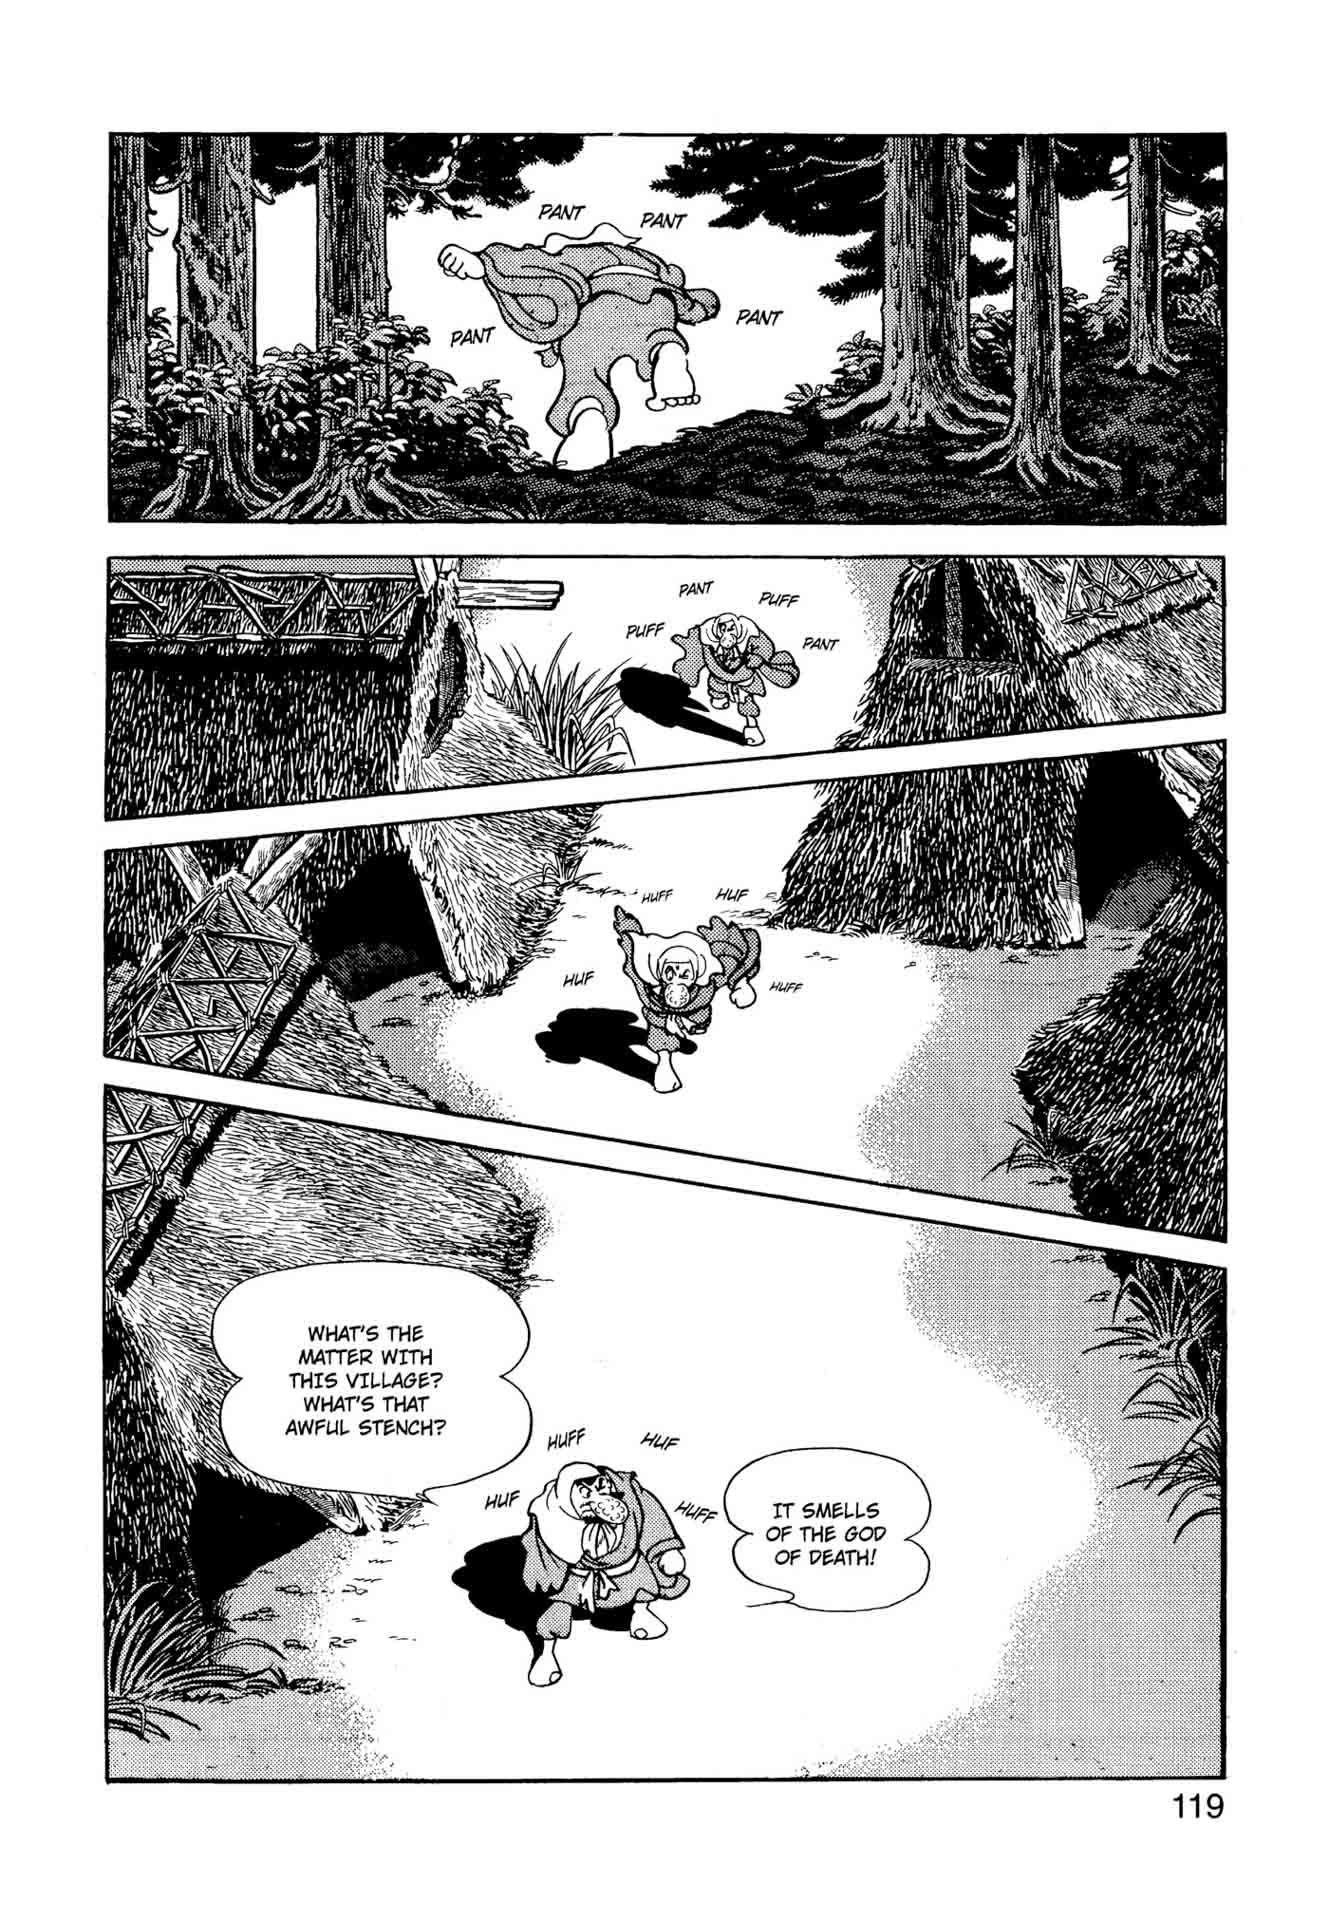 PANT
PANT
PANT
PANT
PANT
PUFF
PUFF
PANT
HUFF
HUF
HUF
HUFF
WHAT'S THE
MATTER WITH
THIS VILLAGE?
WHAT'S THAT
AWFUL STENCH?
HUFF
HUF
HUF
HUFF
IT SMELLS
OF THE GOD
OF DEATH!
119